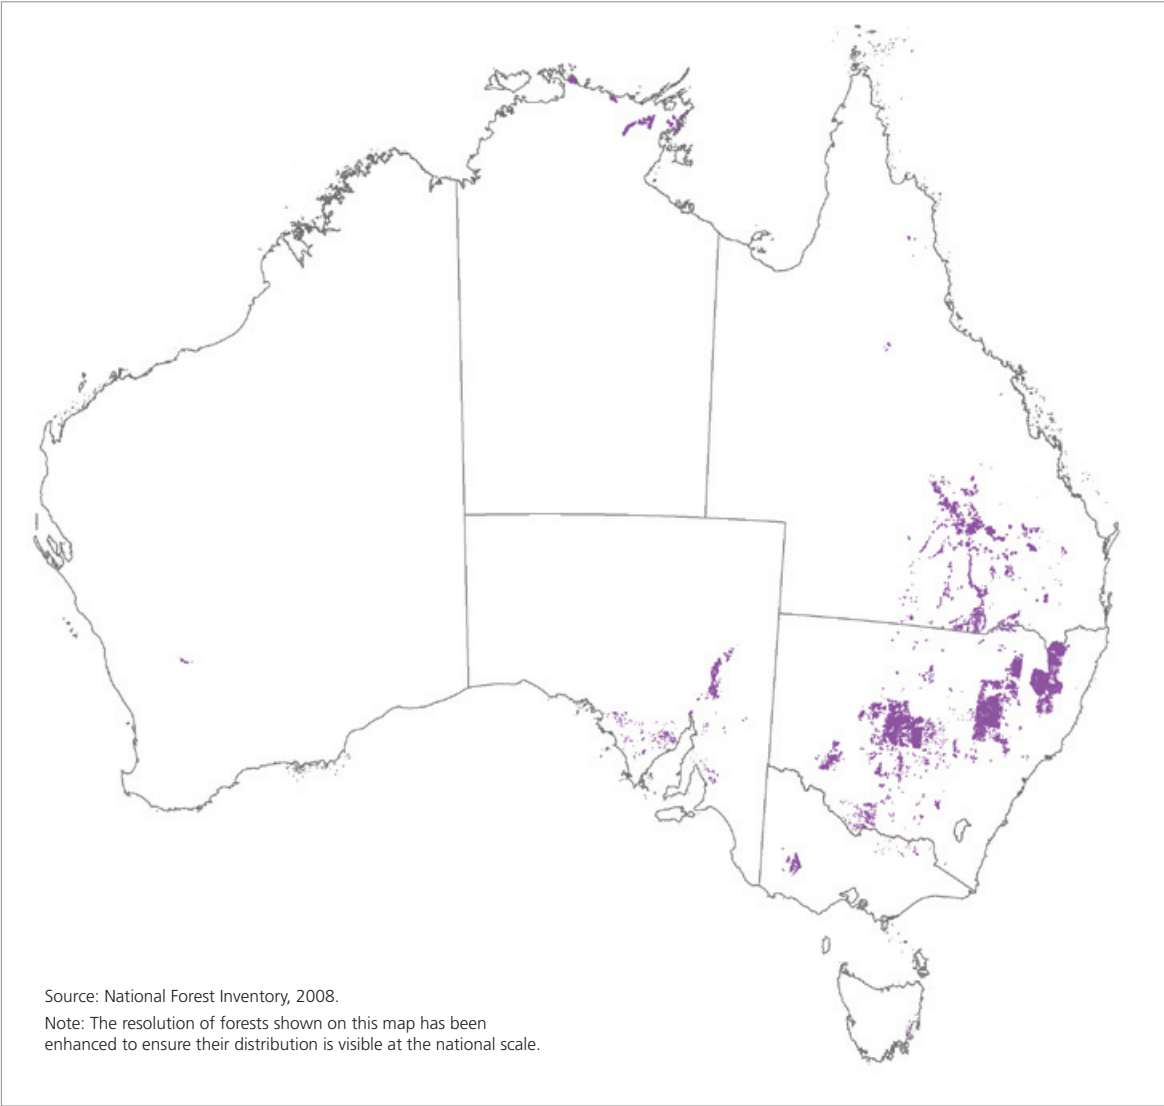 Source: National Forest Inventory, 2008.
Note: The resolution of forests shown on this map has been
enhanced to ensure their distribution is visible at the national scale.